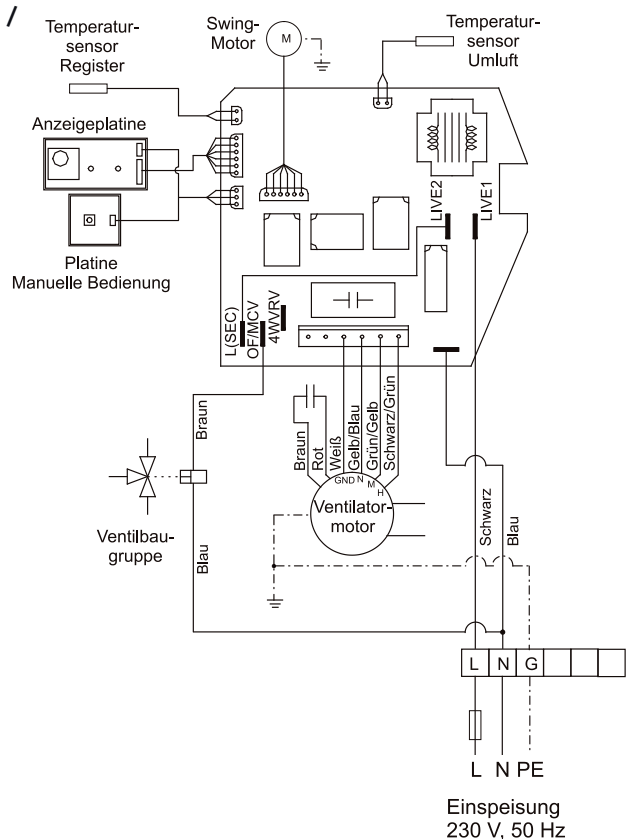 /
Temperatur-
sensor
Register
Swing-
Motor
M
Temperatur-
sensor
Umluft
Anzeigeplatine
Platine
Manuelle Bedienung
LIVE2
LIVE1
L(SEC)
OF/MCV
4WVRV
Braun
Braun
Rot
Weiß
Gelb/Blau
Grün/Gelb
Schwarz/Grün
GND
N
M
H
Ventilator-
motor
Ventilbau-
gruppe
Blau
Schwarz
Blau
L
N
G
L N PE
Einspeisung
230 V, 50 Hz